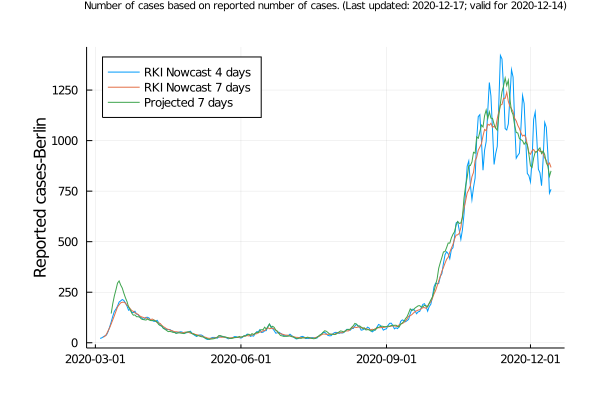 Number of cases based on reported number of cases. (Last updated: 2020-12-17; valid for 2020-12-14)
RKI Nowcast 4 days
RKI Nowcast 7 days
Projected 7 days
Reported cases-Berlin
1250
1000
750
500
250
0
2020-03-01 2020-06-01 2020-09-01 2020-12-01